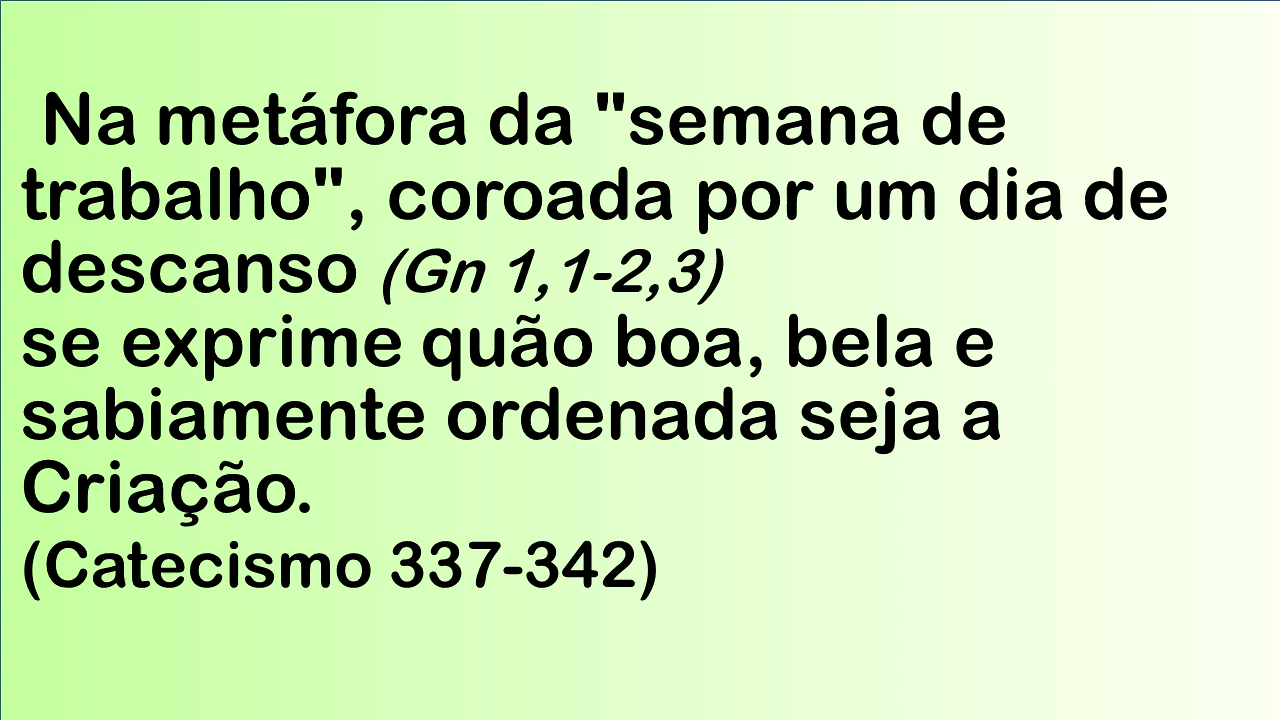 Na metáfora da "semana de
trabalho", coroada por um dia de
descanso (Gn 1,1-2,3)
se exprime quão boa, bela e
sabiamente ordenada seja a
Criação.
(Catecismo 337-342)